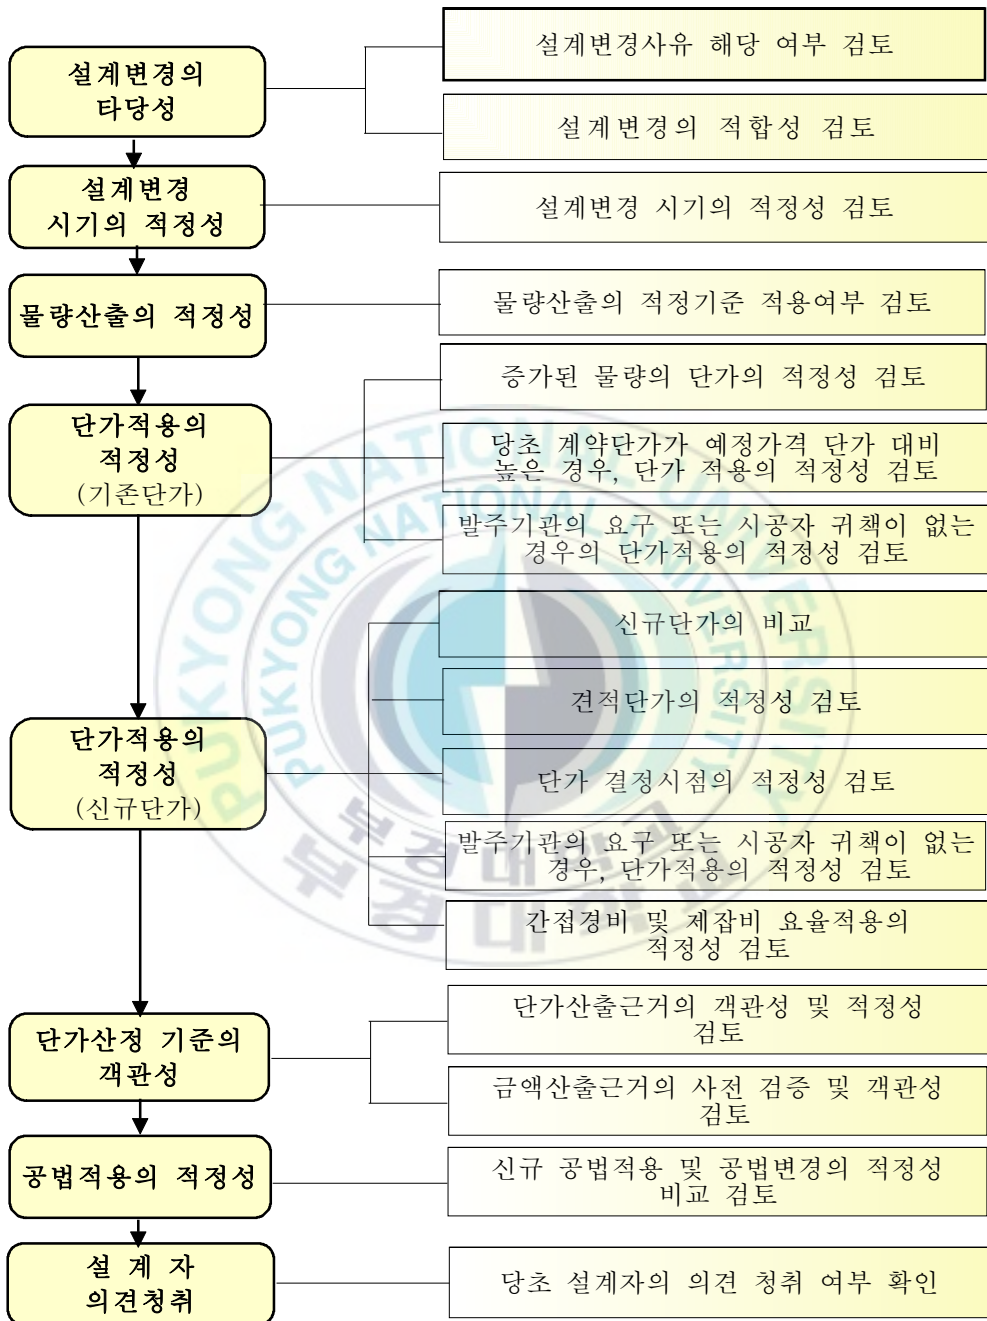 설계변경의
타당성
설계변경사유 해당 여부 검토
설계변경의 적합성 검토
설계변경
시기의 적정성
설계변경 시기의 적정성 검토
물량산출의 적정성
물량산출의 적정기준 적용여부 검토
단가적용의
적정성
(기존단가)
증가된 물량의 단가의 적정성 검토
당초 계약단가가 예정가격 단가 대비
높은 경우, 단가 적용의 적정성 검토
발주기관의 요구 또는 시공자 귀책이 없는
경우의 단가적용의 적정성 검토
단가적용의
적정성
(신규단가)
신규단가의 비교
견적단가의 적정성 검토
단가 결정시점의 적정성 검토
발주기관의 요구 또는 시공자 귀책이 없는
경우, 단가적용의 적정성 검토
간접경비 및 제잡비 요율적용의
적정성 검토
단가산정 기준의
객관성
단가산출근거의 객관성 및 적정성
검토
금액산출근거의 사전 검증 및 객관성
검토
공법적용의 적정성
신규 공법적용 및 공법변경의 적정성
비교 검토
설 계 자
의견청취
당초 설계자의 의견 청취 여부 확인
PUKYONG NATIONAL UNIVERSITY
PUKYONG NATIONAL UNIVERSITY
부경대학교
부경대학교